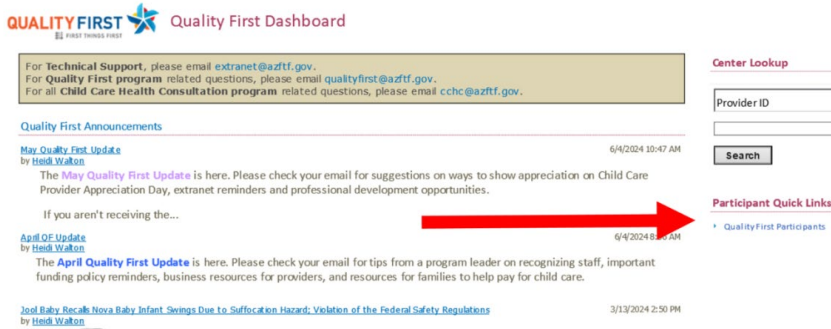 QUALITY FIRST
FIRST THINGS FIRST
Quality First Dashboard
For Technical Support, please email extranet@azftf.gov.
For Quality First program related questions, please email qualityfirst@azftf.gov.
For all Child Care Health Consultation program related questions, please email cchc@azftf.gov.
Quality First Announcements
May Quality First Update
6/4/2024 10:47 AM
by Heidi Walton
The May Quality First Update is here. Please check your email for suggestions on ways to show appreciation on Child Care
Provider Appreciation Day, extranet reminders and professional development opportunities.
If you aren't receiving the...
April QF Update
6/4/2024 AM
by Heidi Walton
The April Quality First Update is here. Please check your email for tips from a program leader on recognizing staff, important
funding policy reminders, business resources for providers, and resources for families to help pay for child care.
Jool Baby Recalls Nova Baby Infant Swings Due to Suffocation Hazard; Violation of the Federal Safety Regulations
3/13/2024 2:50 PM
by Heidi Walton
Center Lookup
Provider ID
Search
Participant Quick Links
Quality First Participants